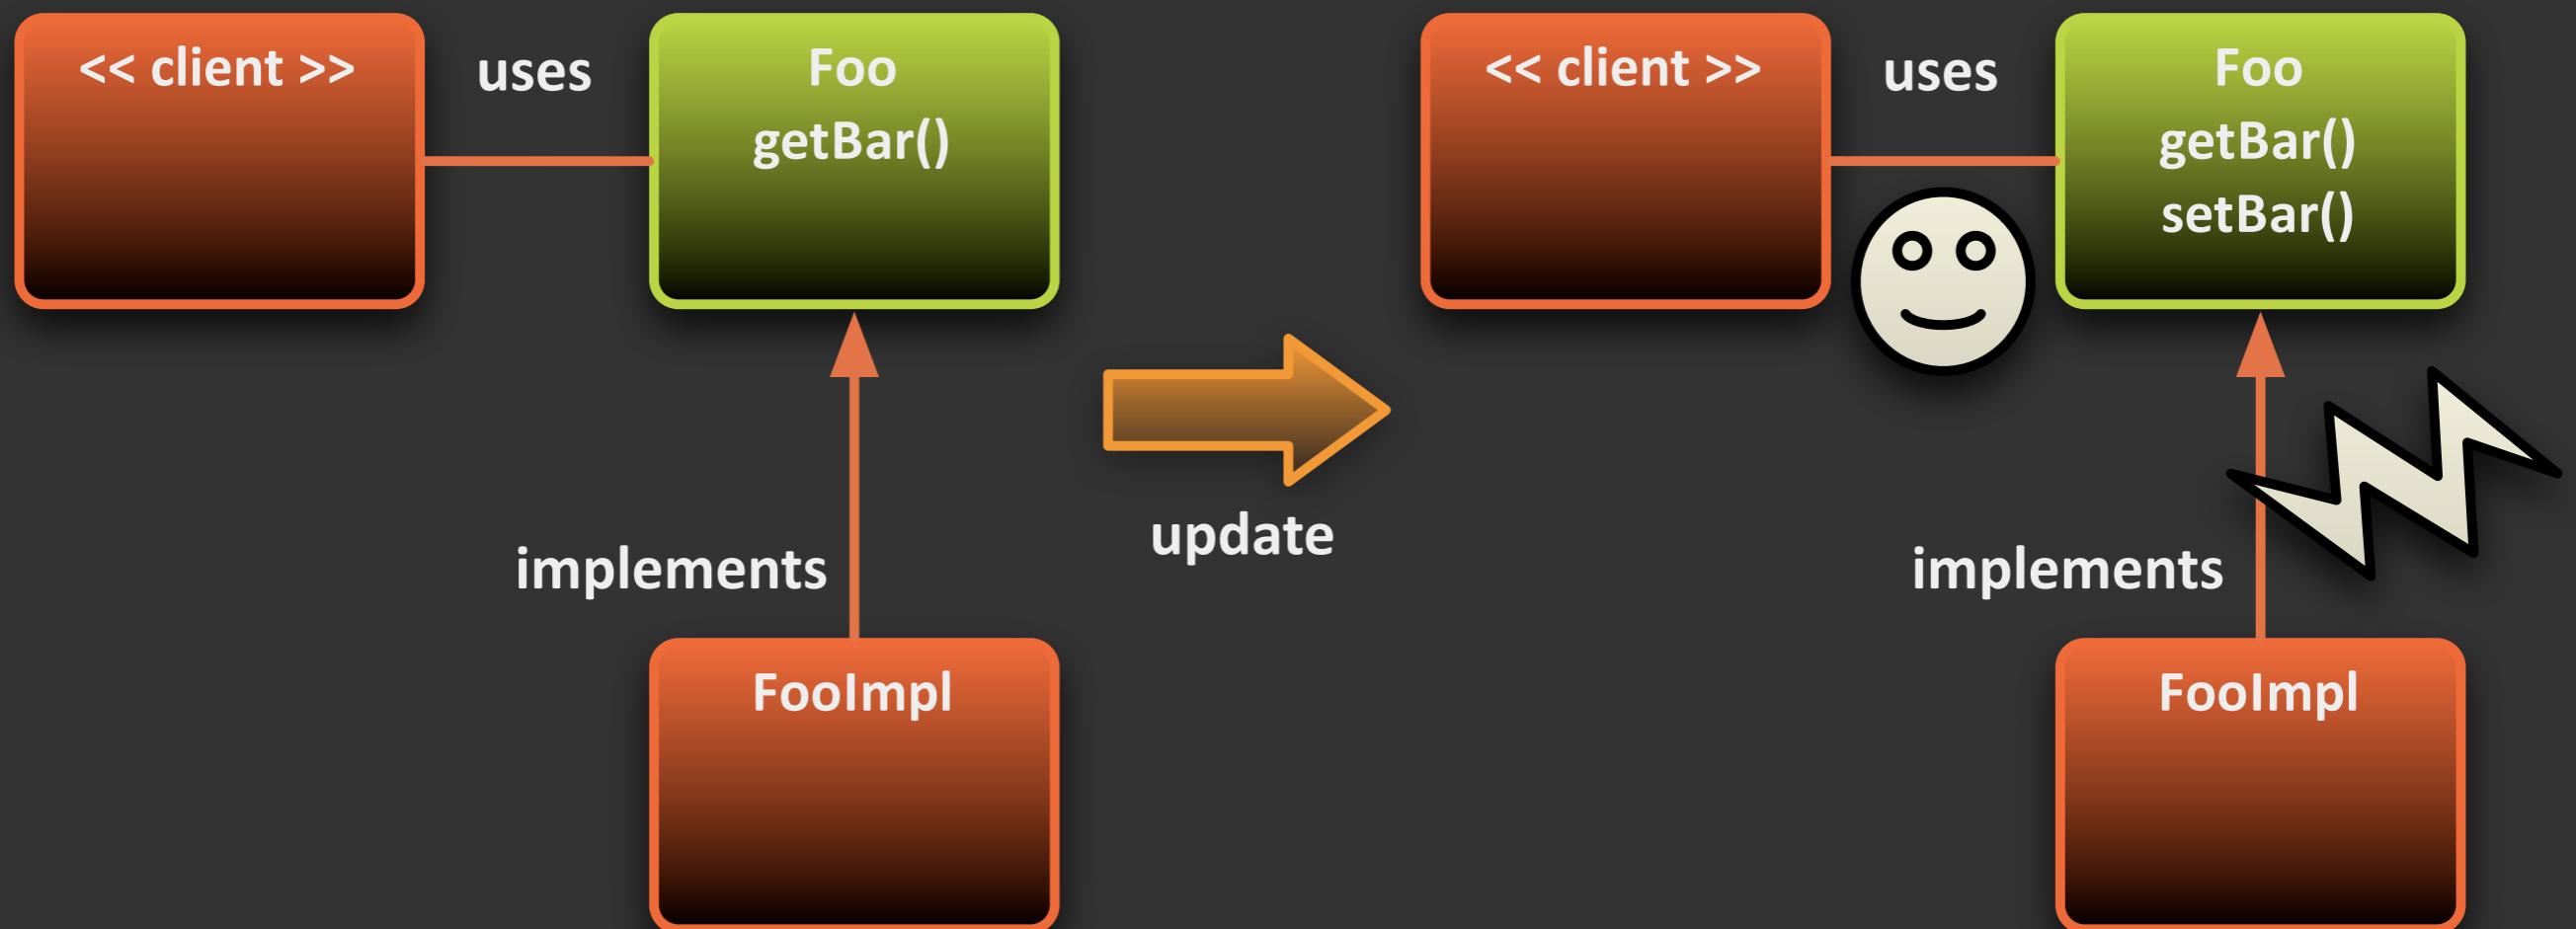 << client >>
uses
Foo
getBar()
implements
FooImpl
update
<< client >>
uses
Foo
getBar()
setBar()
implements
FooImpl